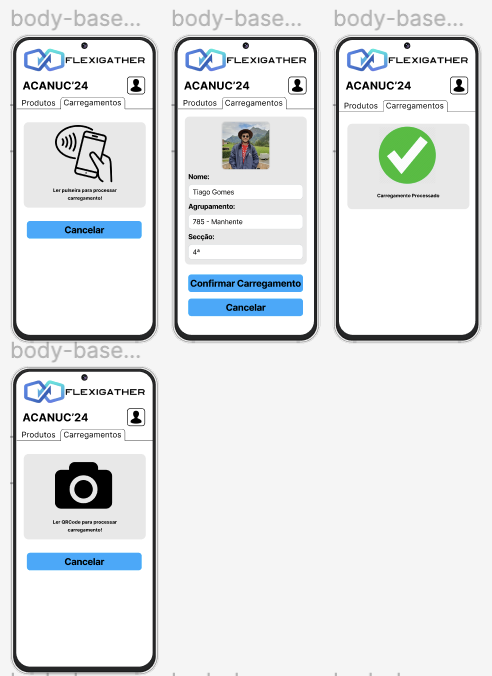 body-base...
FLEXIGATHER
ACANUC'24
Produtos Carregamentos
Ler pulseira para processar
carregamento!
Cancelar
body-base...
FLEXIGATHER
ACANUC'24
Produtos Carregamentos
Nome:
Tiago Gomes
Agrupamento:
785 - Manhente
Secção:
4ª
Confirmar Carregamento
Cancelar
body-base...
FLEXIGATHER
ACANUC'24
Produtos Carregamentos
Carregamento Processado
body-base...
FLEXIGATHER
ACANUC'24
Produtos Carregamentos
Ler QRCode para processar
carregamento!
Cancelar